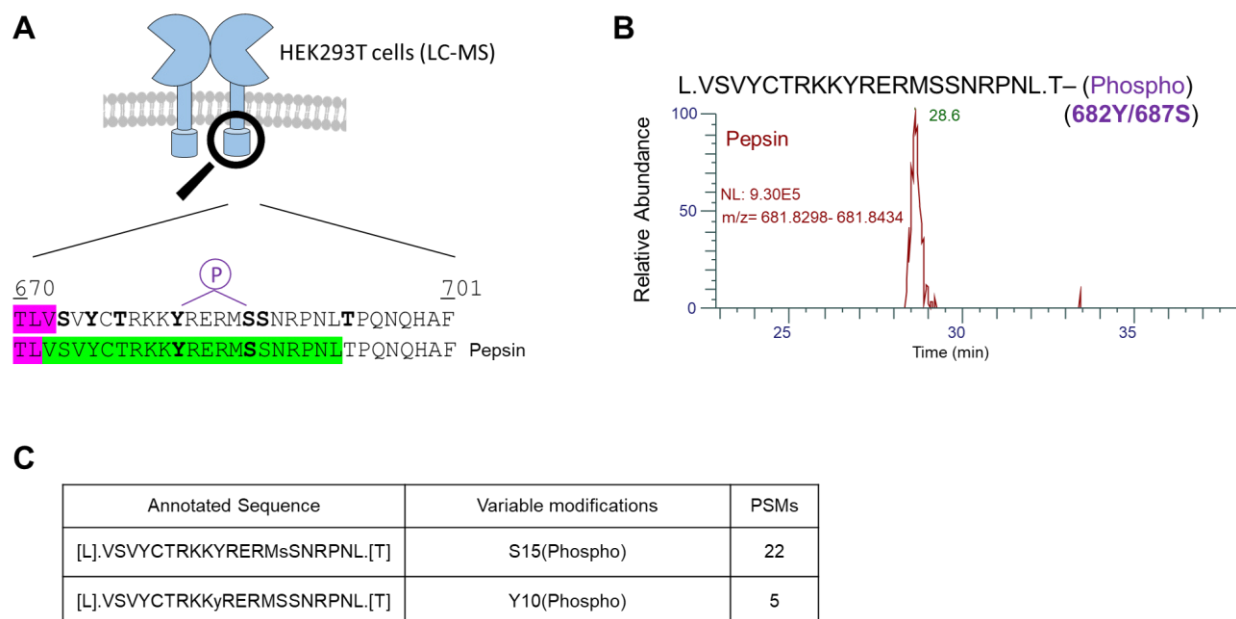 A
HEK293T cells (LC-MS)
P
670 701
TLVSVYCTRKKYRERMSSNRPNLTPQNQHAF
TLVSVYCTRKKYRERMSSNRPNLTPQNQHAF Pepsin
B
L.VSVYCTRKKYRERMSSNRPNL.T– (Phospho)
(682Y/687S)
100
28.6
Pepsin
NL: 9.30E5
m/z= 681.8298- 681.8434
50
0
Relative Abundance
25 30 35
Time (min)
C
Annotated Sequence Variable modifications PSMs
[L].VSVYCTRKKYRERMsSNRPNL.[T] S15(Phospho) 22
[L].VSVYCTRKKyRERMSSNRPNL.[T] Y10(Phospho) 5